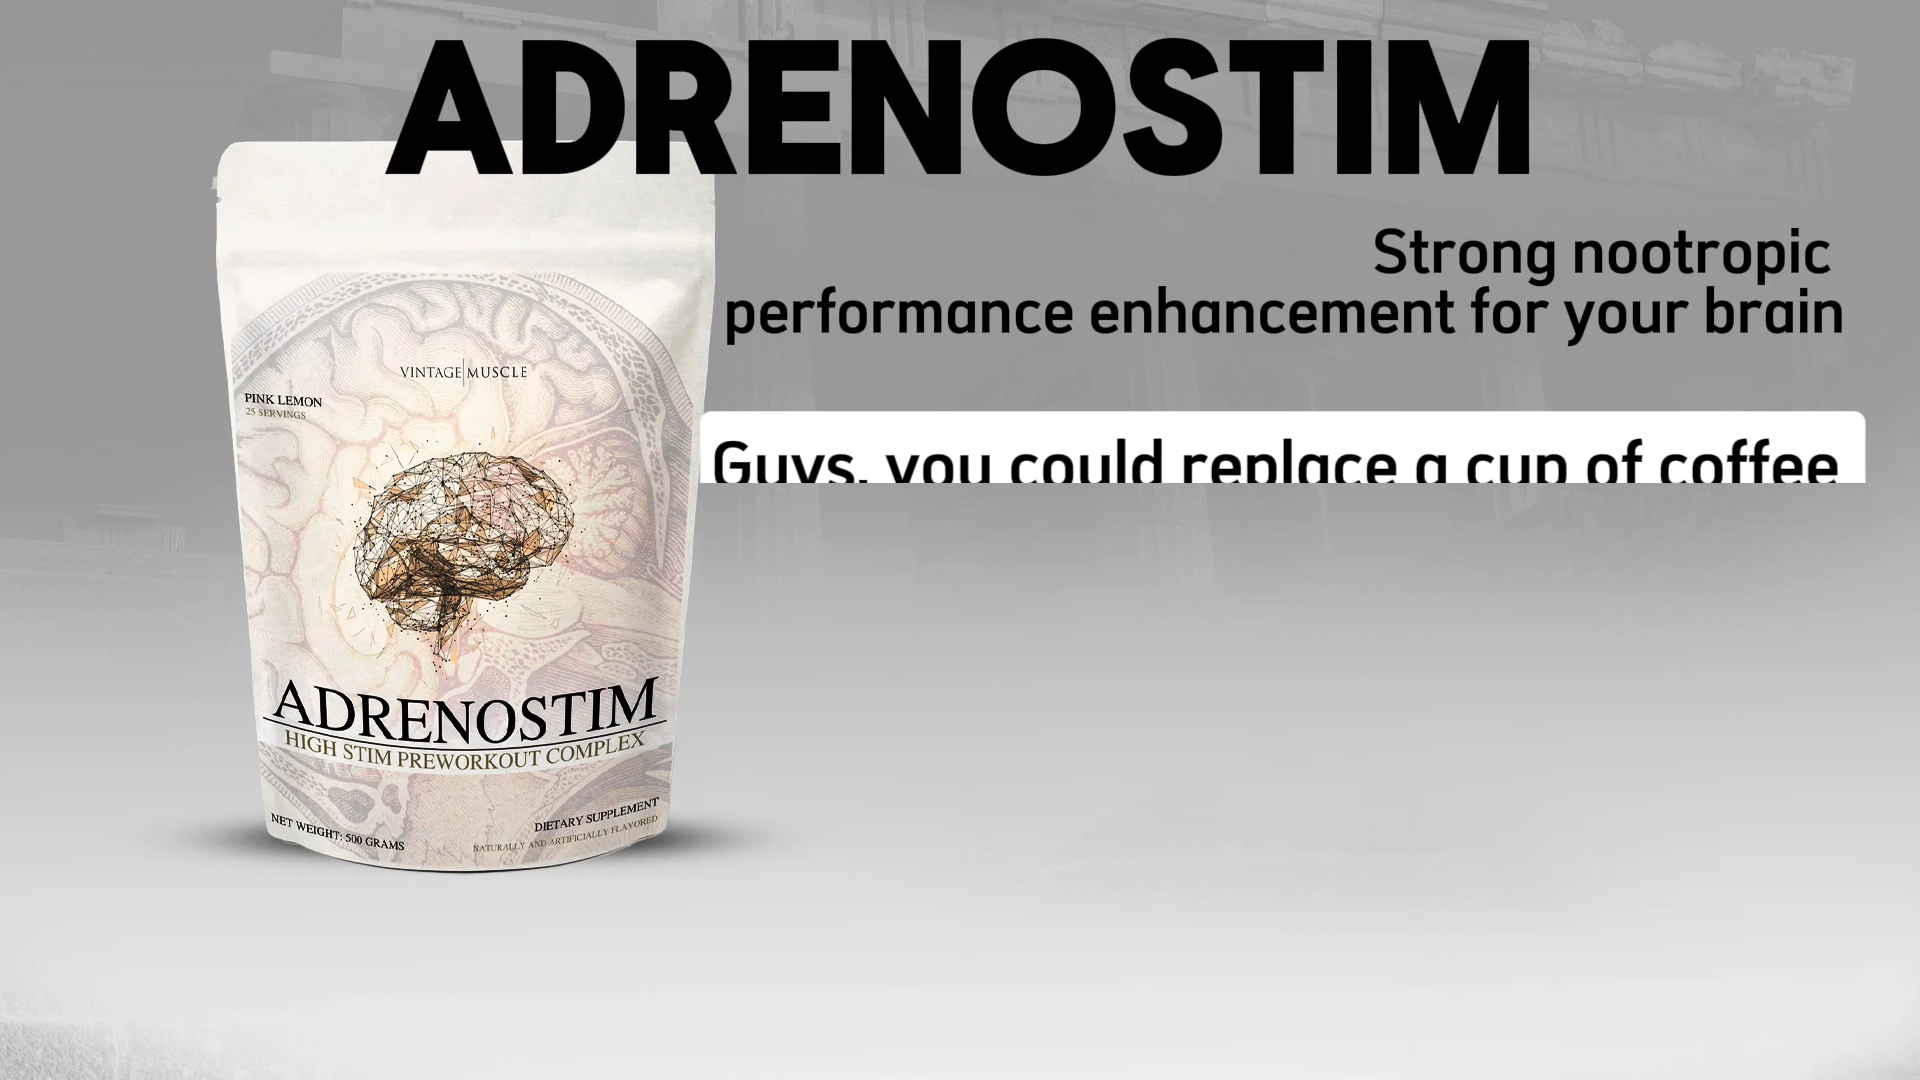 ADRENOSTIM
Strong nootropic
performance enhancement for your brain
Guys, you could replace a cup of coffee
VINTAGE|MUSCLE
PINK LEMON
25 SERVINGS
ADRENOSTIM
HIGH STIM PREWORKOUT COMPLEX
NET WEIGHT: 500 GRAMS
DIETARY SUPPLEMENT
NATURALLY AND ARTIFICIALLY FLAVORED